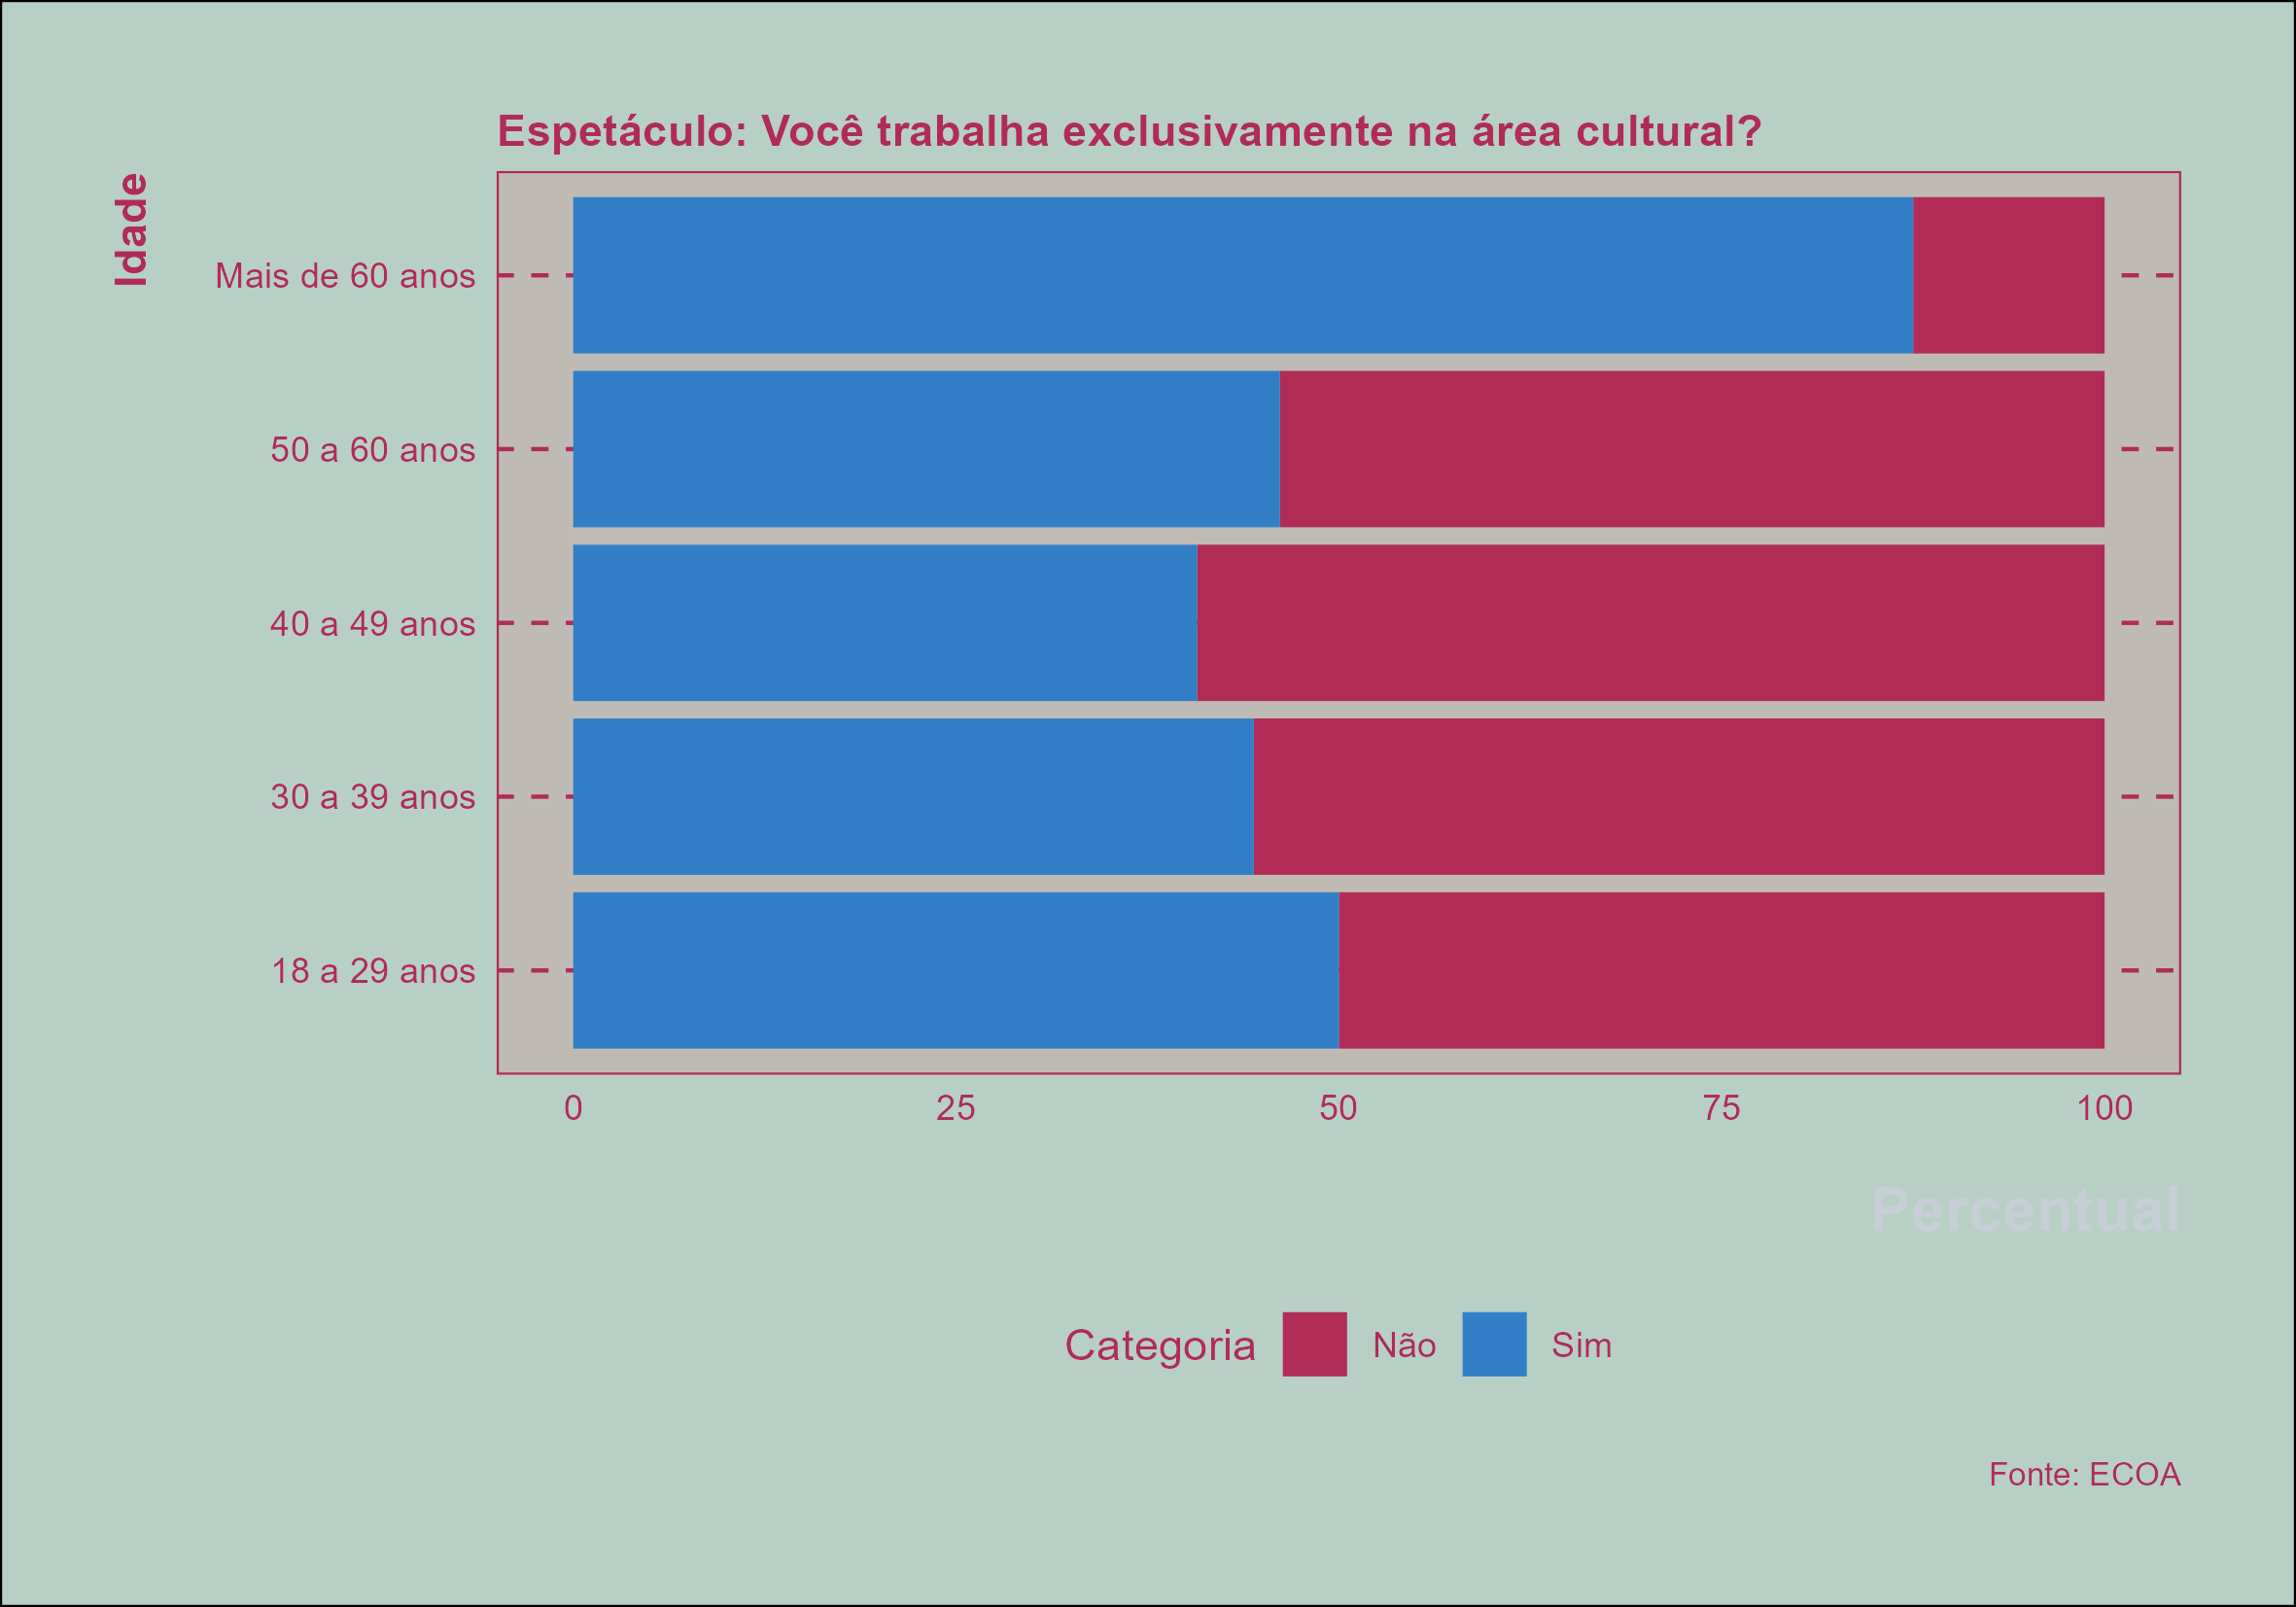 Espetáculo: Você trabalha exclusivamente na área cultural?
Idade
Mais de 60 anos
50 a 60 anos
40 a 49 anos
30 a 39 anos
18 a 29 anos
0 25 50 75 100
Percentual
Categoria Não Sim
Fonte: ECOA